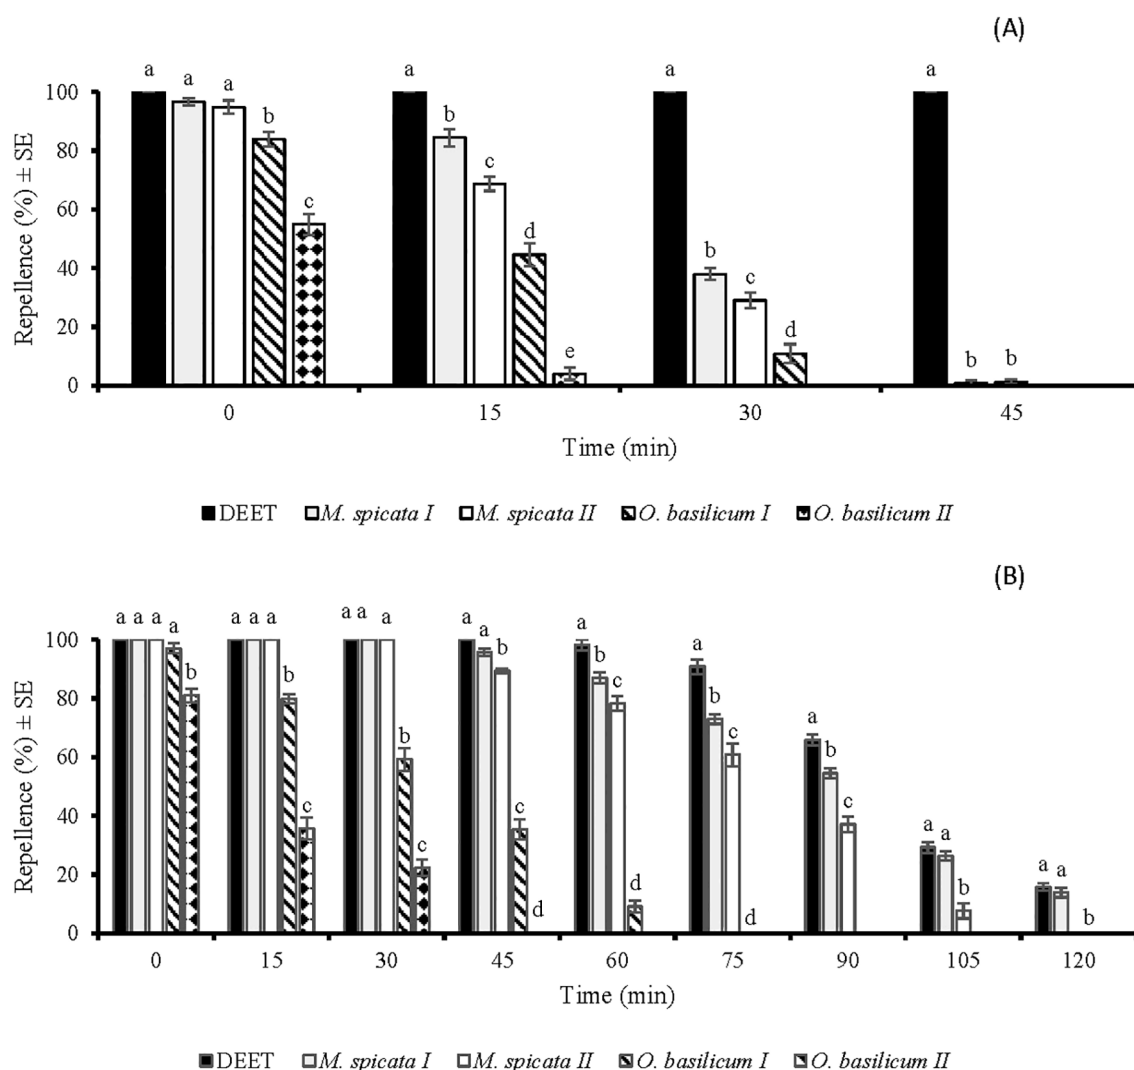 (A)
a a a b c a b c d e a b c d a b b
Repellence (%) ± SE
100
80
60
40
20
0
0 15 30 45
Time (min)
DEET M. spicata I M. spicata II O. basilicum I O. basilicum II
(B)
a a a a b a a a b c a a a b c a a b c d a b c d a b c d a b c a a b a a b
Repellence (%) ± SE
100
80
60
40
20
0
0 15 30 45 60 75 90 105 120
Time (min)
DEET M. spicata I M. spicata II O. basilicum I O. basilicum II